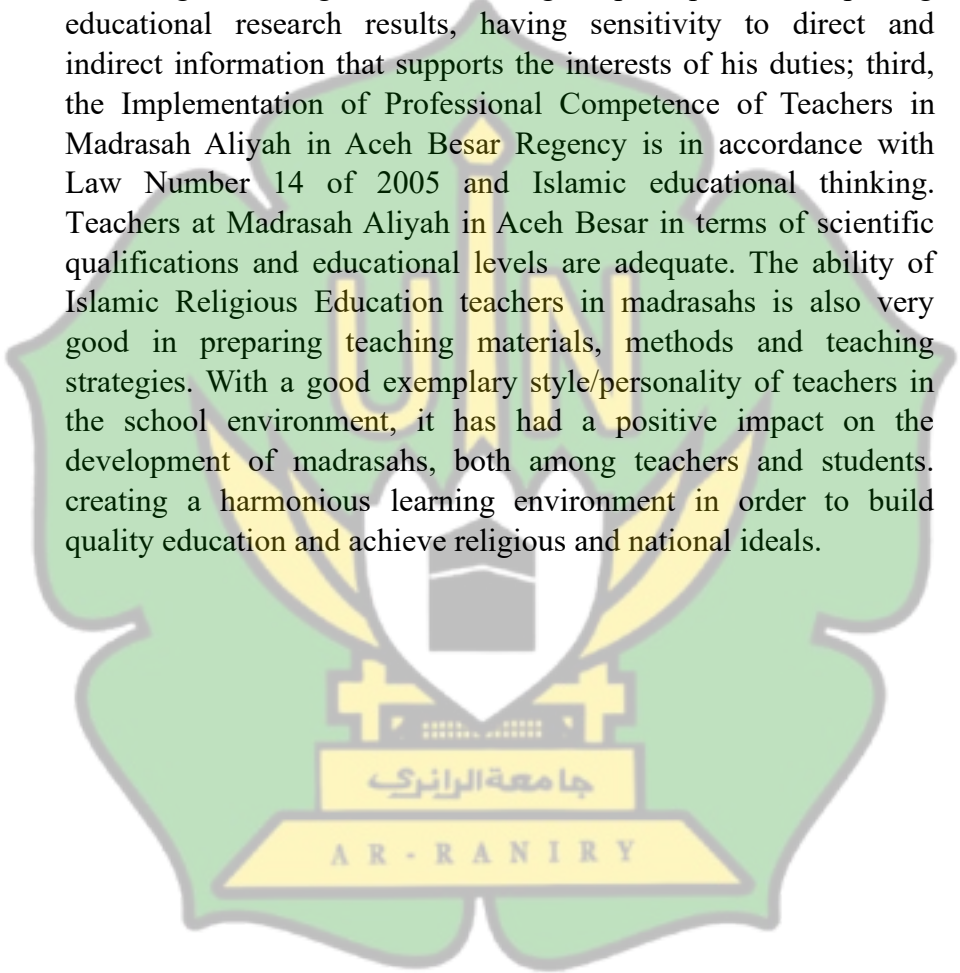 educational research results, having sensitivity to direct and
indirect information that supports the interests of his duties; third,
the Implementation of Professional Competence of Teachers in
Madrasah Aliyah in Aceh Besar Regency is in accordance with
Law Number 14 of 2005 and Islamic educational thinking.
Teachers at Madrasah Aliyah in Aceh Besar in terms of scientific
qualifications and educational levels are adequate. The ability of
Islamic Religious Education teachers in madrasahs is also very
good in preparing teaching materials, methods and teaching
strategies. With a good exemplary style/personality of teachers in
the school environment, it has had a positive impact on the
development of madrasahs, both among teachers and students.
creating a harmonious learning environment in order to build
quality education and achieve religious and national ideals.
UIN
جامعة الرانري
AR-RANIRY